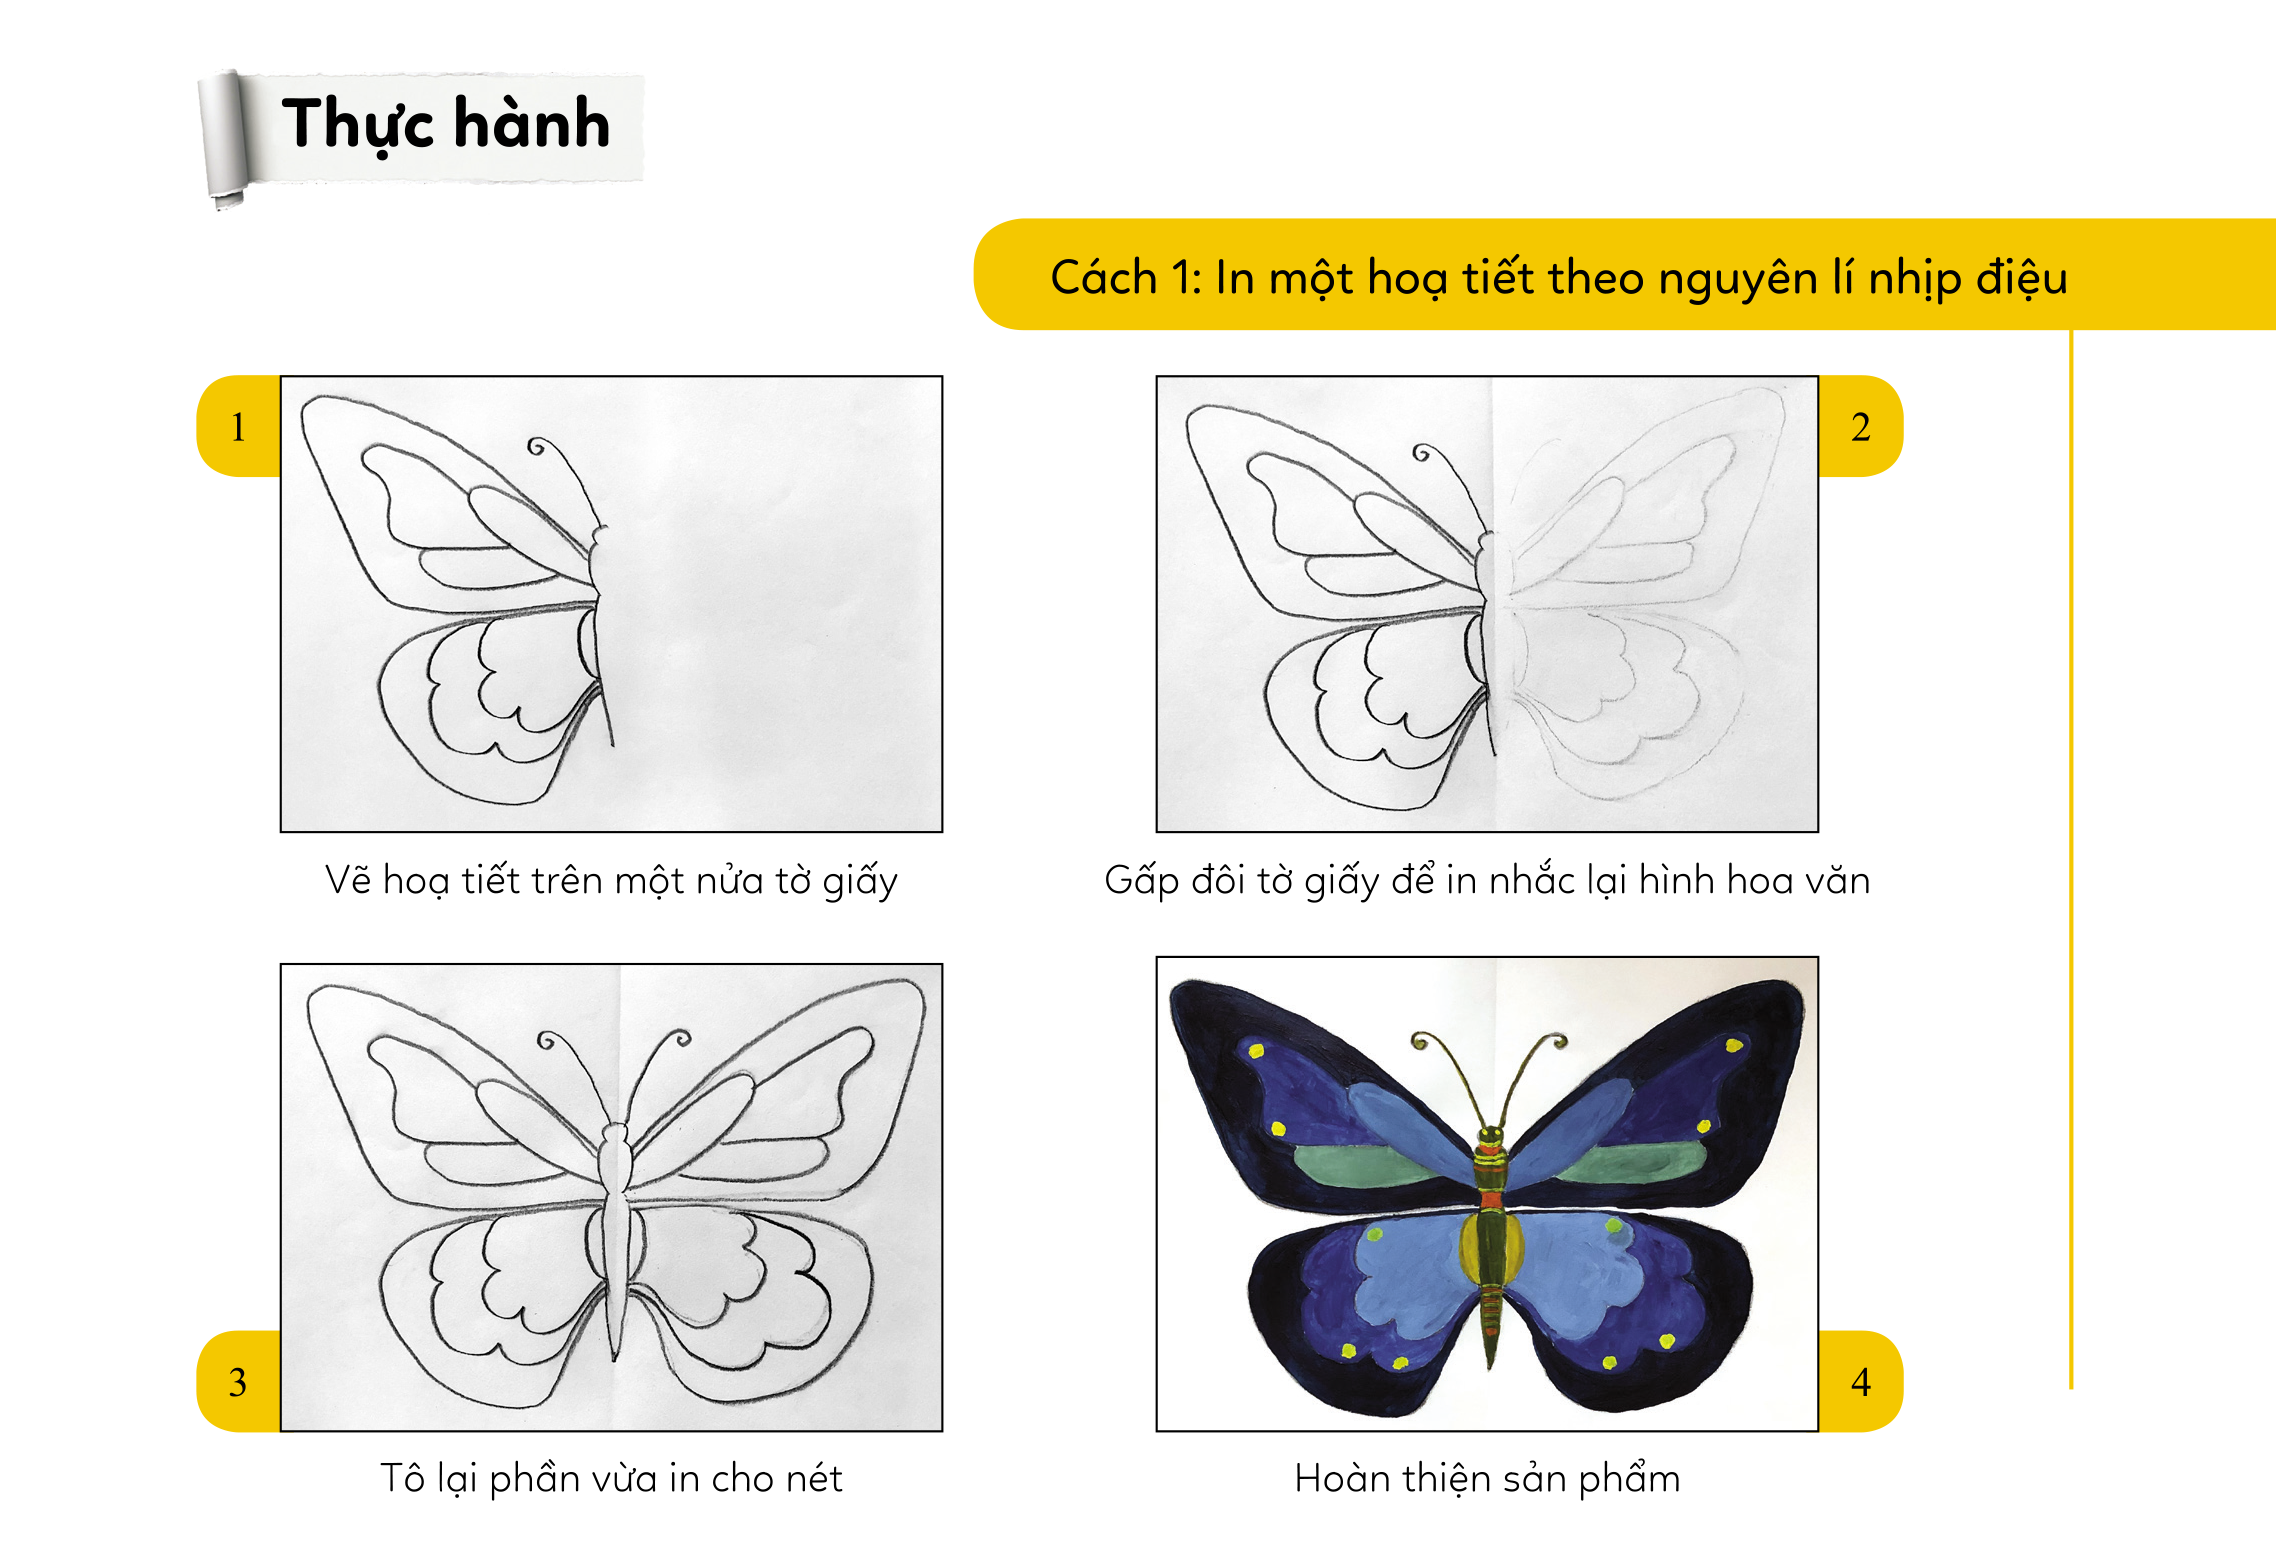 Thực hành
Cách 1: In một hoạ tiết theo nguyên lí nhịp điệu
1
2
Vẽ hoạ tiết trên một nửa tờ giấy
Gấp đôi tờ giấy để in nhắc lại hình hoa văn
3
4
Tô lại phần vừa in cho nét
Hoàn thiện sản phẩm